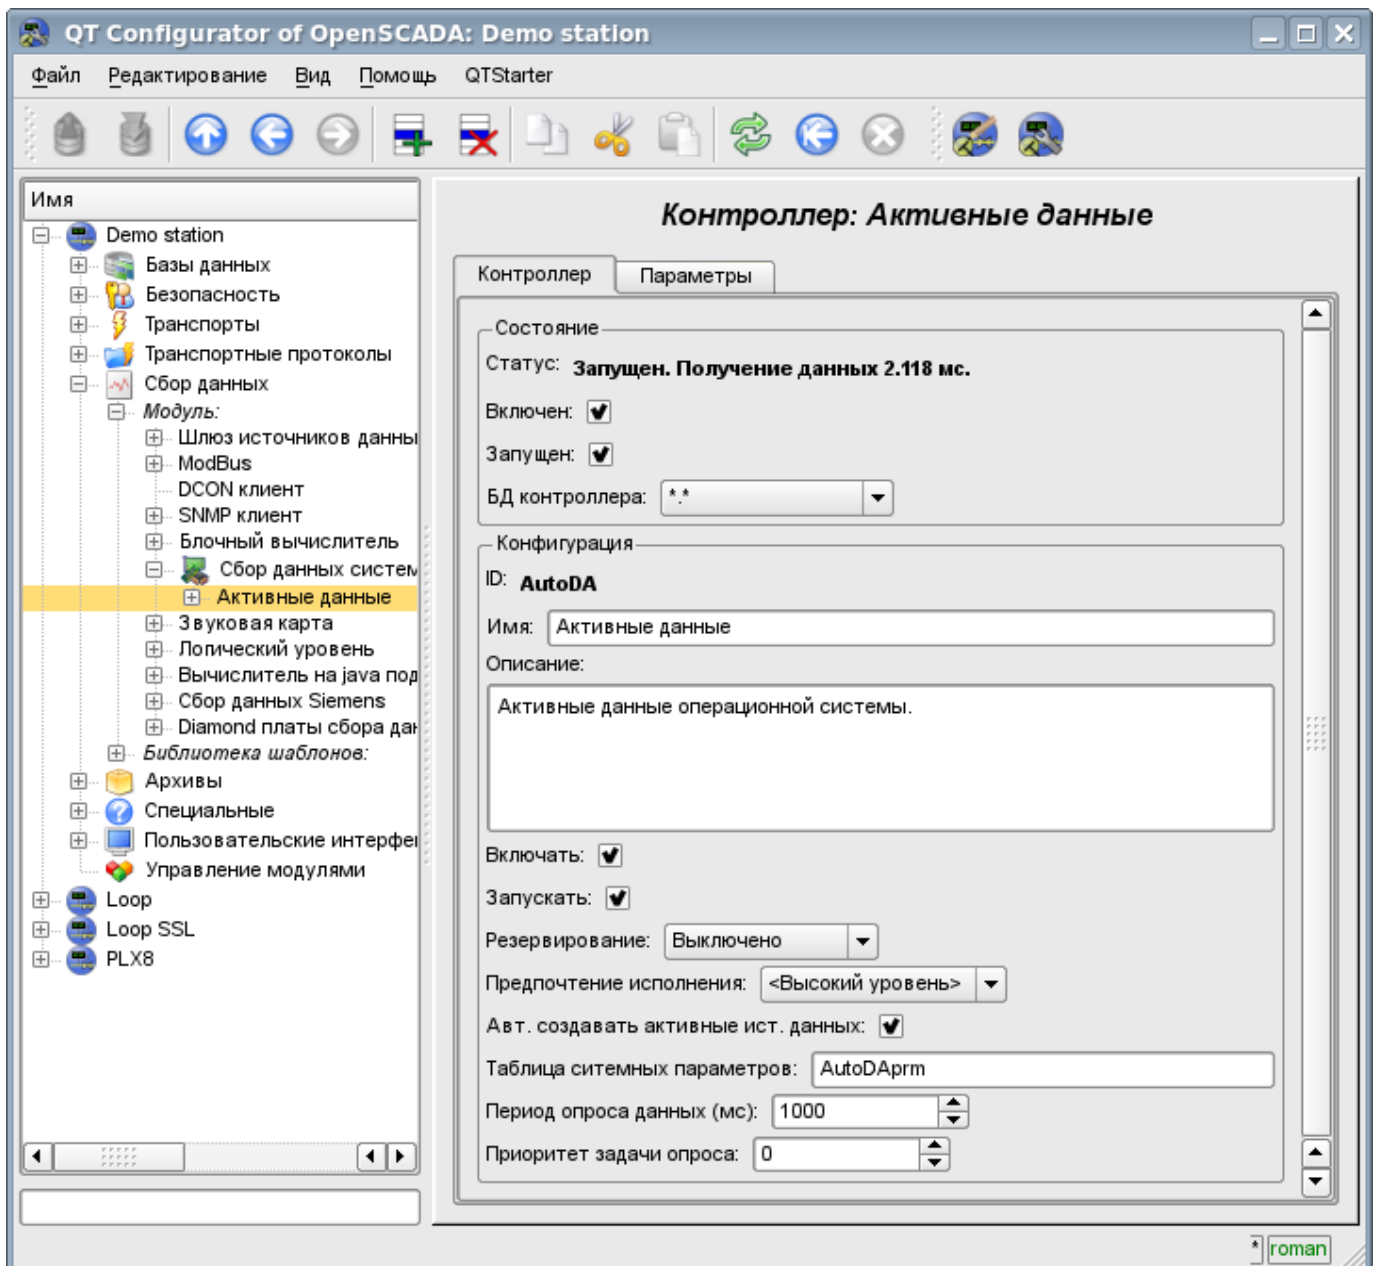 QT Configurator of OpenSCADA: Demo station
Файл Редактирование Вид Помощь QTStarter
Имя
Demo station
Базы данных
Безопасность
Транспорты
Транспортные протоколы
Сбор данных
Модуль:
Шлюз источников данны
ModBus
DCON клиент
SNMP клиент
Блочный вычислитель
Сбор данных систем
Активные данные
Звуковая карта
Логический уровень
Вычислитель на java под
Сбор данных Siemens
Diamond платы сбора дан
Библиотека шаблонов:
Архивы
Специальные
Пользовательские интерфей
Управление модулями
Loop
Loop SSL
PLX8
Контроллер: Активные данные
Контроллер Параметры
Состояние
Статус: Запущен. Получение данных 2.118 мс.
Включен:
Запущен:
БД контроллера: *.*
Конфигурация
ID: AutoDA
Имя: Активные данные
Описание:
Активные данные операционной системы.
Включать:
Запускать:
Резервирование: Выключено
Предпочтение исполнения: <Высокий уровень>
Авт. создавать активные ист. данных:
Таблица ситемных параметров: AutoDAprm
Период опроса данных (мс): 1000
Приоритет задачи опроса: 0
* roman